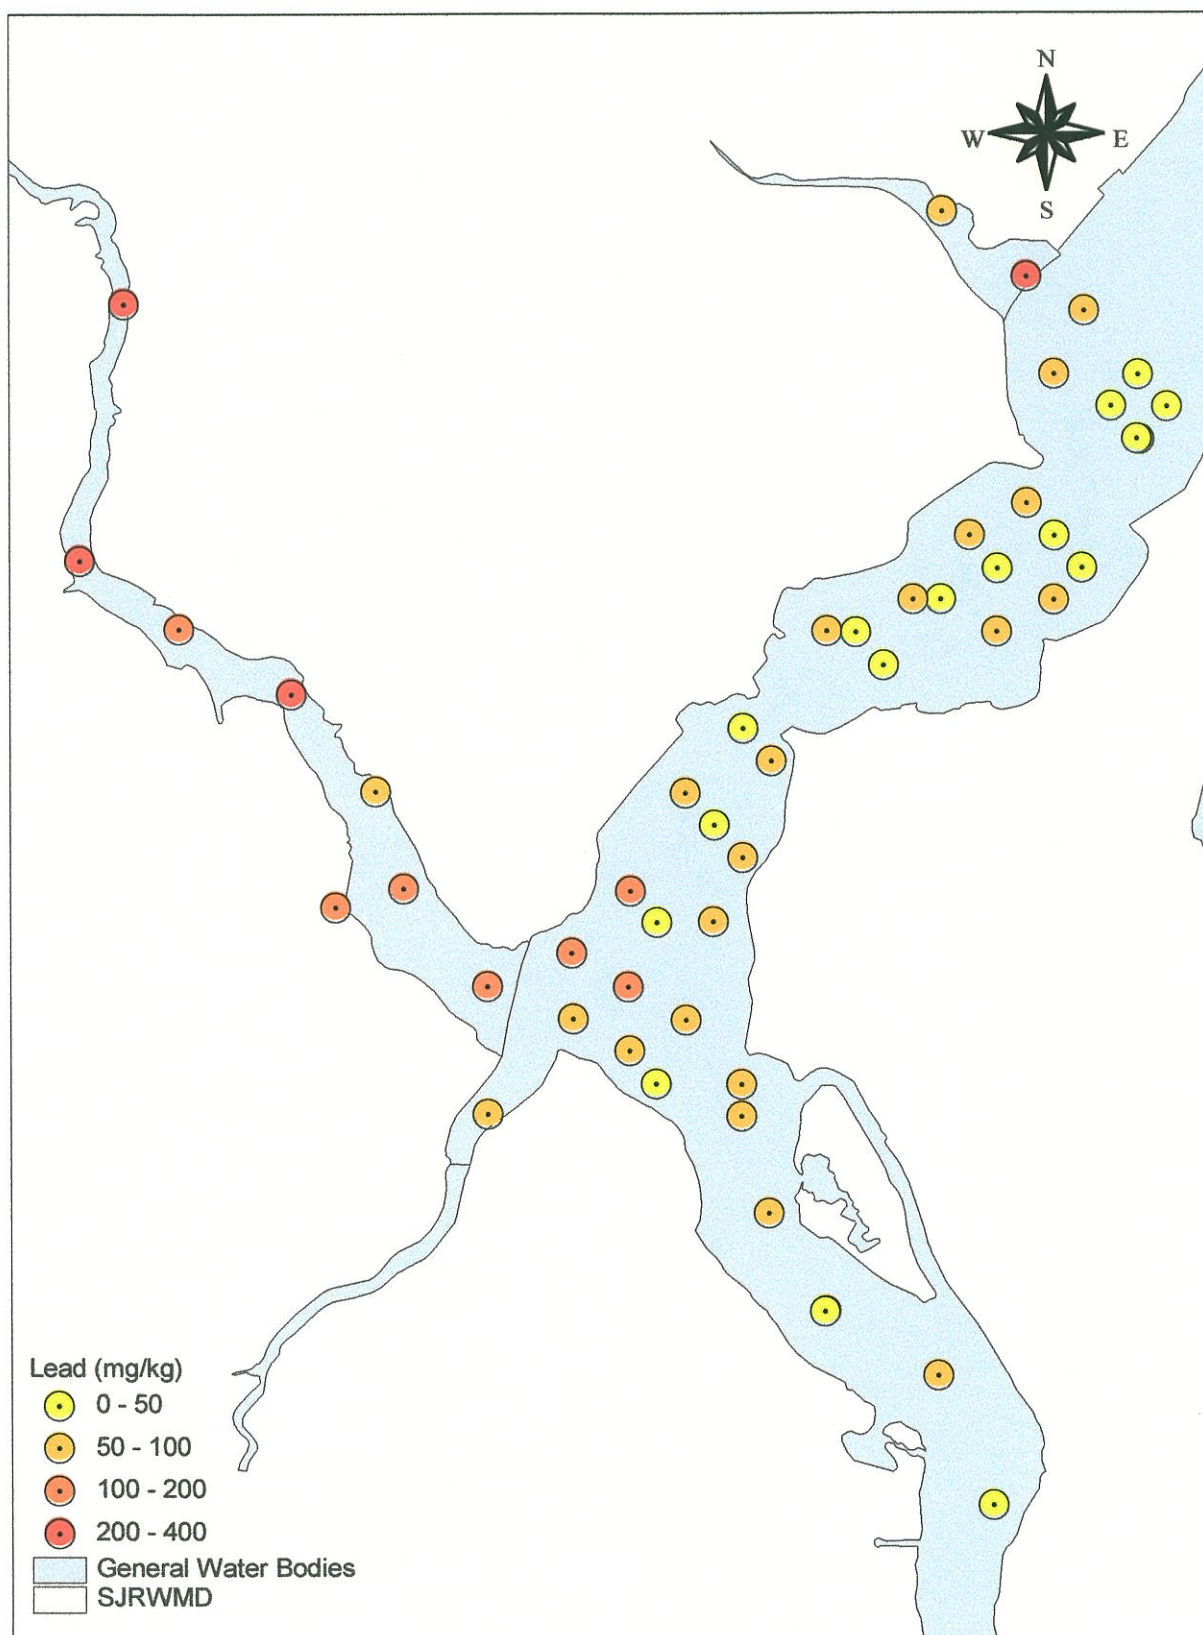 N
W E
S
Lead (mg/kg)
0 - 50
50 - 100
100 - 200
200 - 400
General Water Bodies
SJRWMD